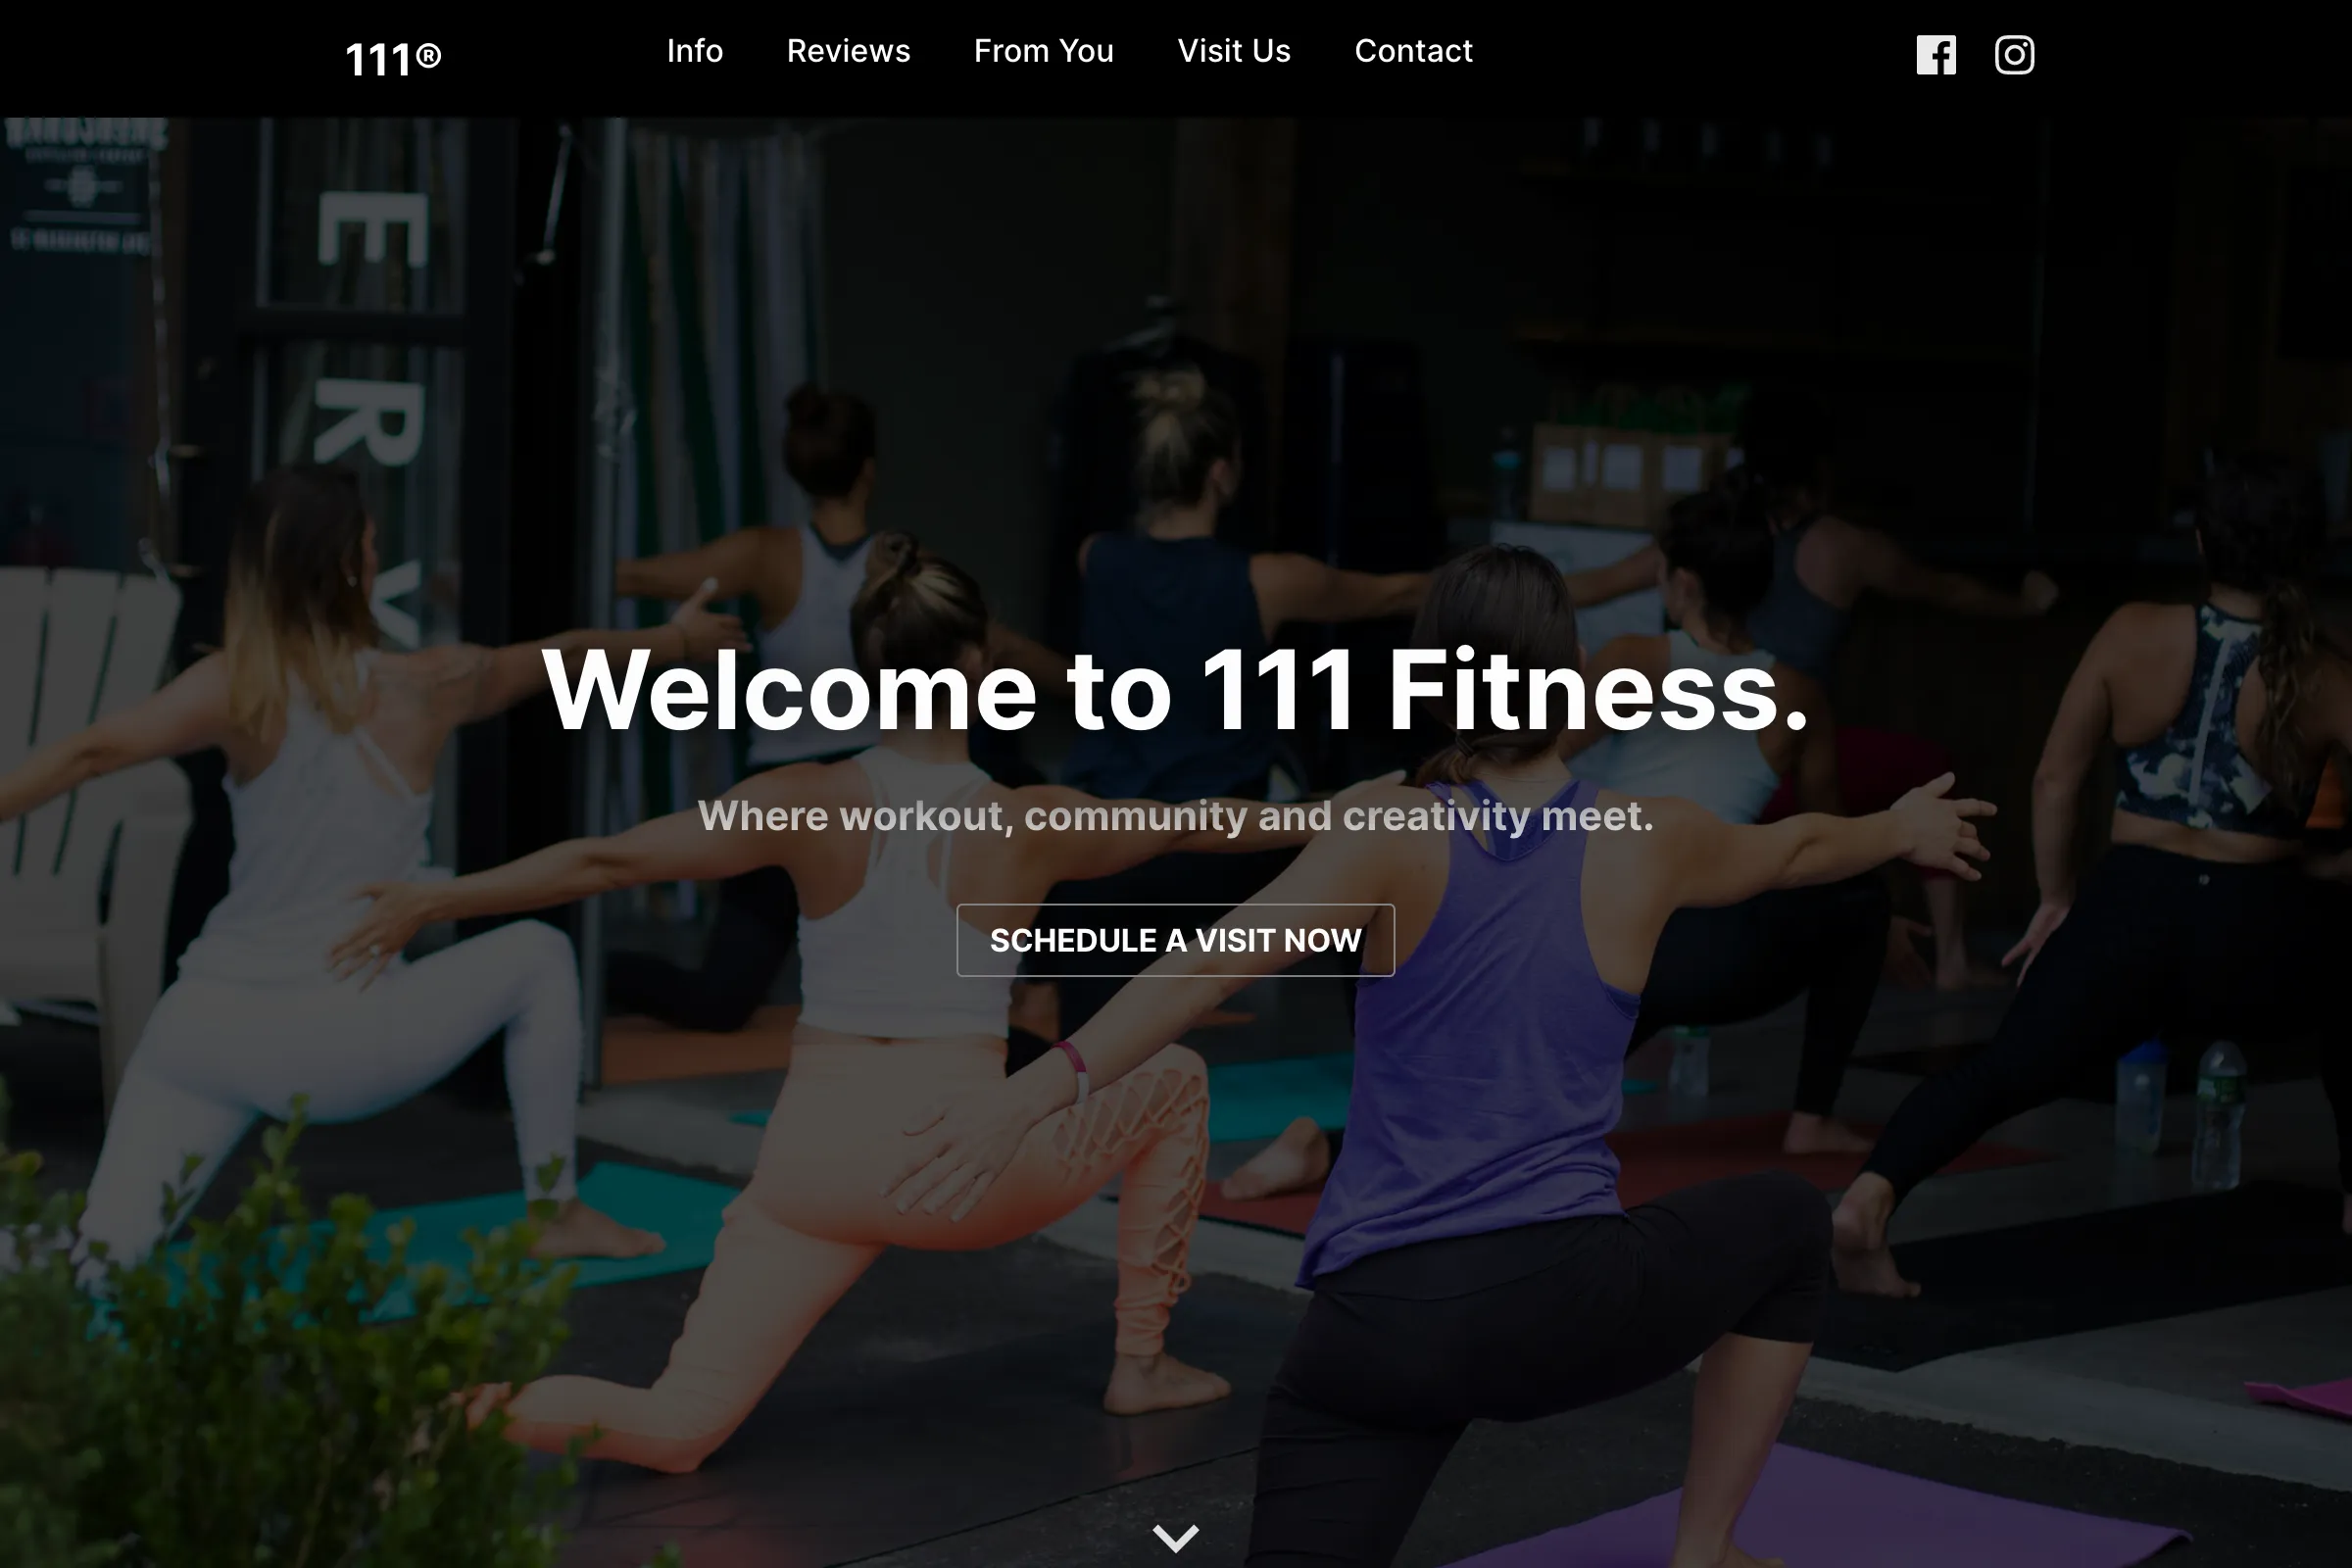 111®
Info
Reviews
From You
Visit Us
Contact
E
R
V
Welcome to 111 Fitness.
Where workout, community and creativity meet.
SCHEDULE A VISIT NOW